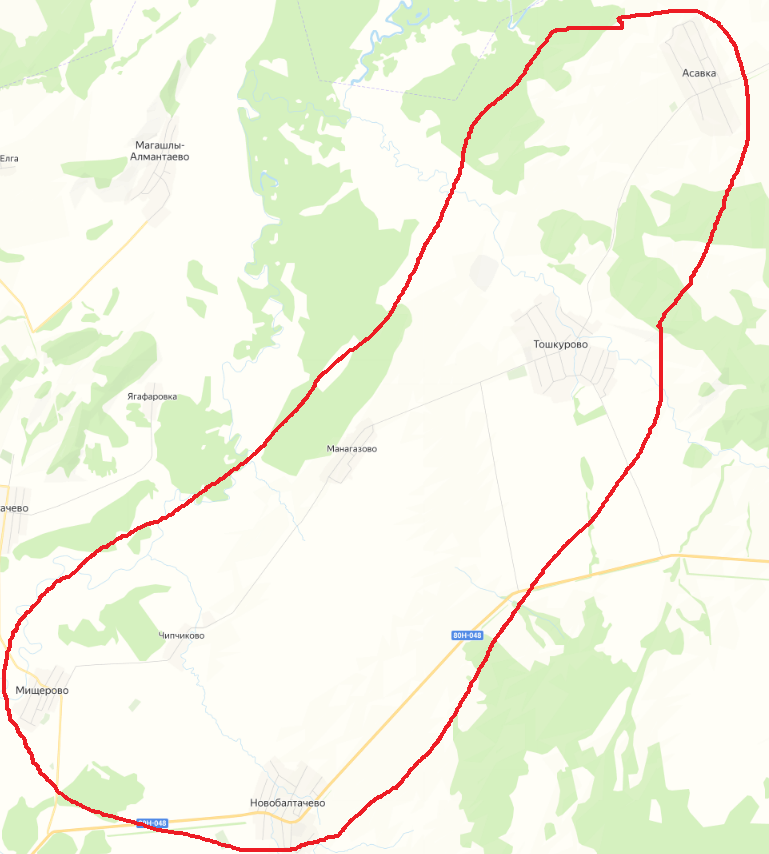 Асавка
Магашлы-
Алмантаево
Елга
Тошкурово
Ягафаровка
Манагазово
ачево
Чипчиково
80Н-048
Мищерово
Новобалтачево
80Н-048